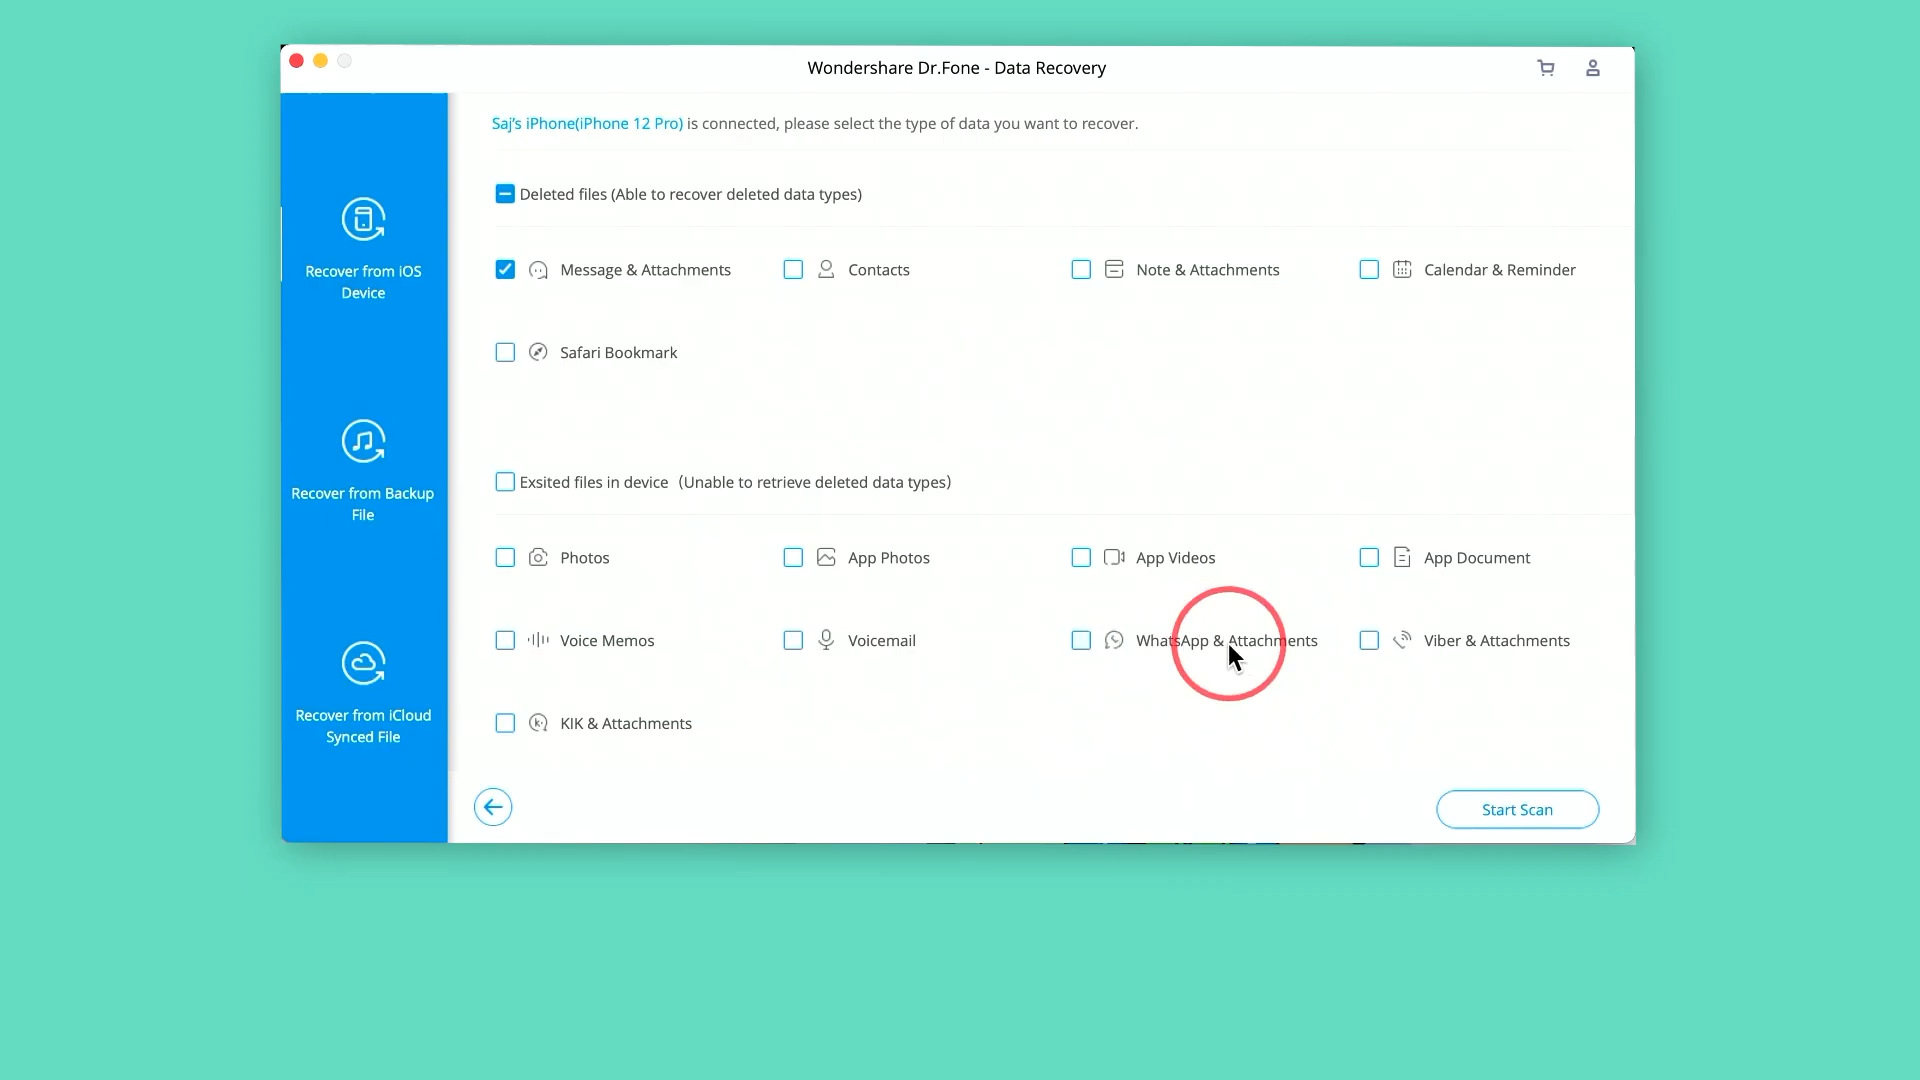 Wondershare Dr.Fone - Data Recovery
Saj's iPhone(iPhone 12 Pro) is connected, please select the type of data you want to recover.
Deleted files (Able to recover deleted data types)
Message & Attachments
Contacts
Note & Attachments
Calendar & Reminder
Safari Bookmark
Exsited files in device (Unable to retrieve deleted data types)
Photos
App Photos
App Videos
App Document
Voice Memos
Voicemail
WhatsApp & Attachments
Viber & Attachments
KIK & Attachments
Start Scan
Recover from iOS
Device
Recover from Backup
File
Recover from iCloud
Synced File